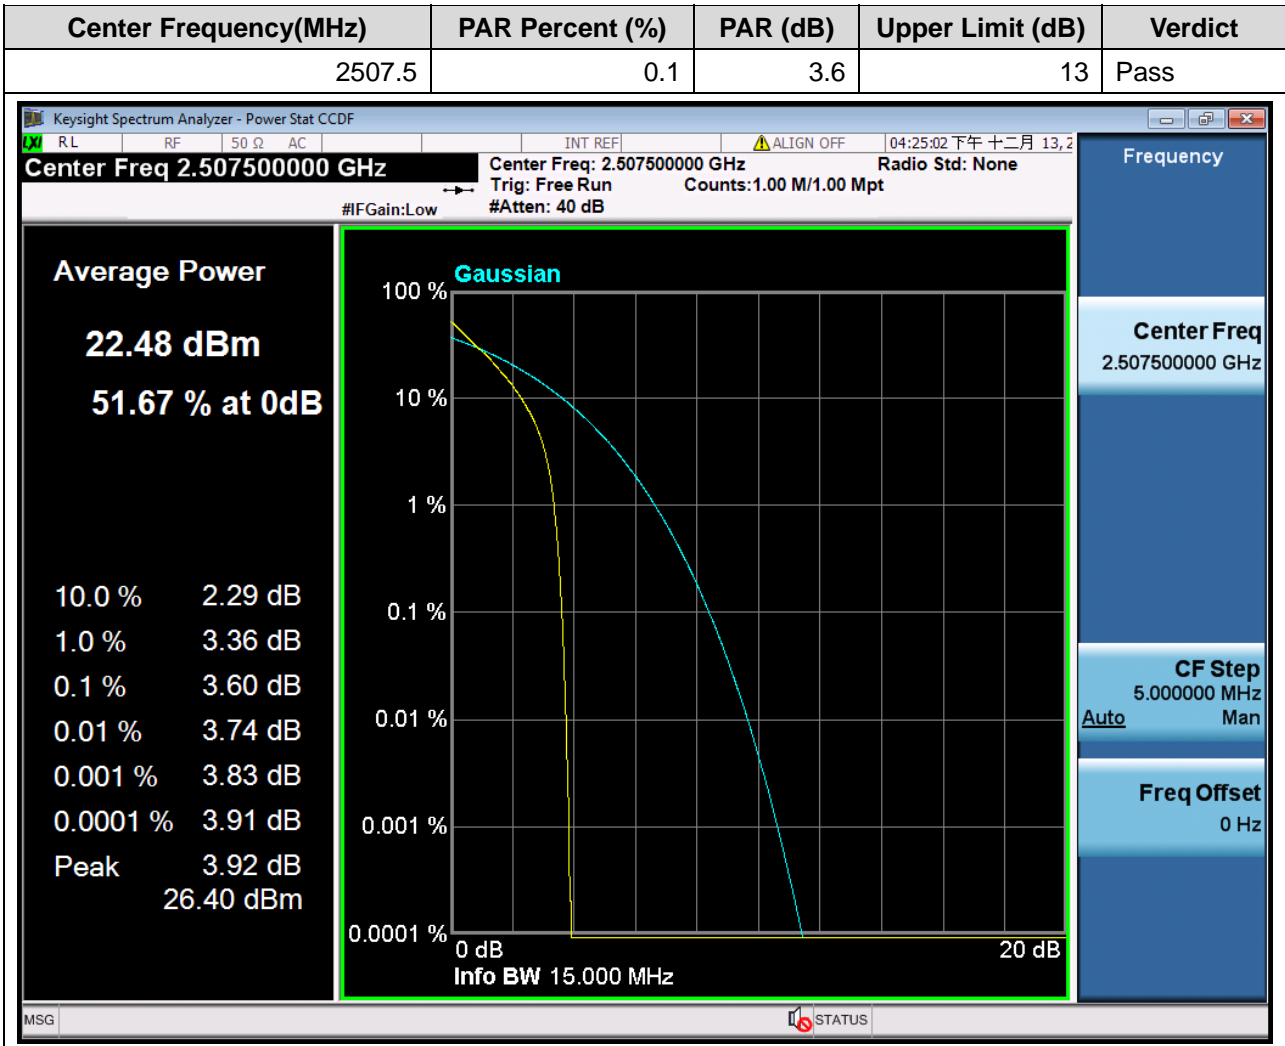 Center Frequency(MHz) PAR Percent (%) PAR (dB) Upper Limit (dB) Verdict
2507.5 0.1 3.6 13 Pass
Keysight Spectrum Analyzer - Power Stat CCDF
LXI RL RF 50 Ω AC INT REF ALIGN OFF 04:25:02 下午 十二月 13, 2
Center Freq 2.507500000 GHz
Center Freq: 2.507500000 GHz Radio Std: None
Trig: Free Run Counts:1.00 M/1.00 Mpt
#IFGain:Low #Atten: 40 dB
Average Power
22.48 dBm
51.67 % at 0dB
10.0 % 2.29 dB
1.0 % 3.36 dB
0.1 % 3.60 dB
0.01 % 3.74 dB
0.001 % 3.83 dB
0.0001 % 3.91 dB
Peak 3.92 dB
26.40 dBm
Gaussian
100 %
10 %
1 %
0.1 %
0.01 %
0.001 %
0.0001 %
0 dB 20 dB
Info BW 15.000 MHz
Frequency
Center Freq
2.507500000 GHz
CF Step
5.000000 MHz
Auto Man
Freq Offset
0 Hz
MSG STATUS